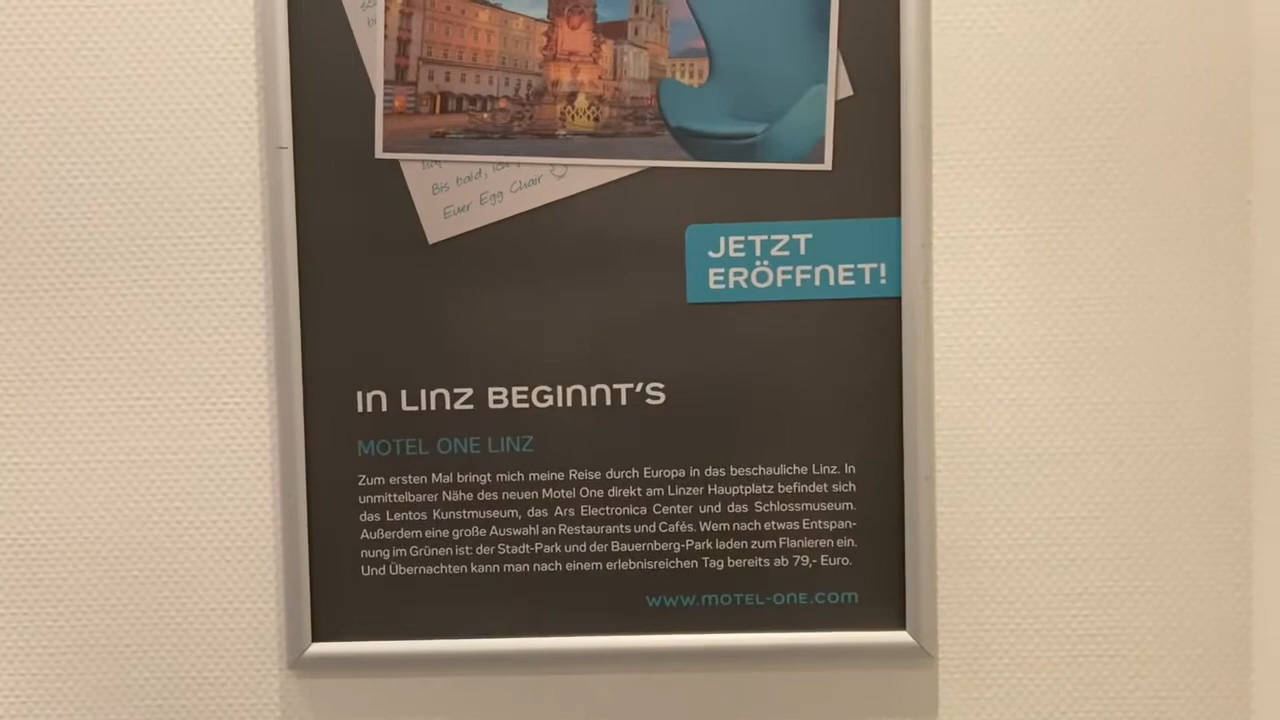 Bis bald, ich
Euer Egg Chair
JETZT
ERÖFFNET!
IN LINZ BEGINNT'S
MOTEL ONE LINZ
Zum ersten Mal bringt mich meine Reise durch Europa in das beschauliche Linz. In
unmittelbarer Nähe des neuen Motel One direkt am Linzer Hauptplatz befindet sich
das Lentos Kunstmuseum, das Ars Electronica Center und das Schlossmuseum.
Außerdem eine große Auswahl an Restaurants und Cafés. Wem nach etwas Entspan-
nung im Grünen ist: der Stadt-Park und der Bauernberg-Park laden zum Flanieren ein.
Und Übernachten kann man nach einem erlebnisreichen Tag bereits ab 79,- Euro.
www.motel-one.com